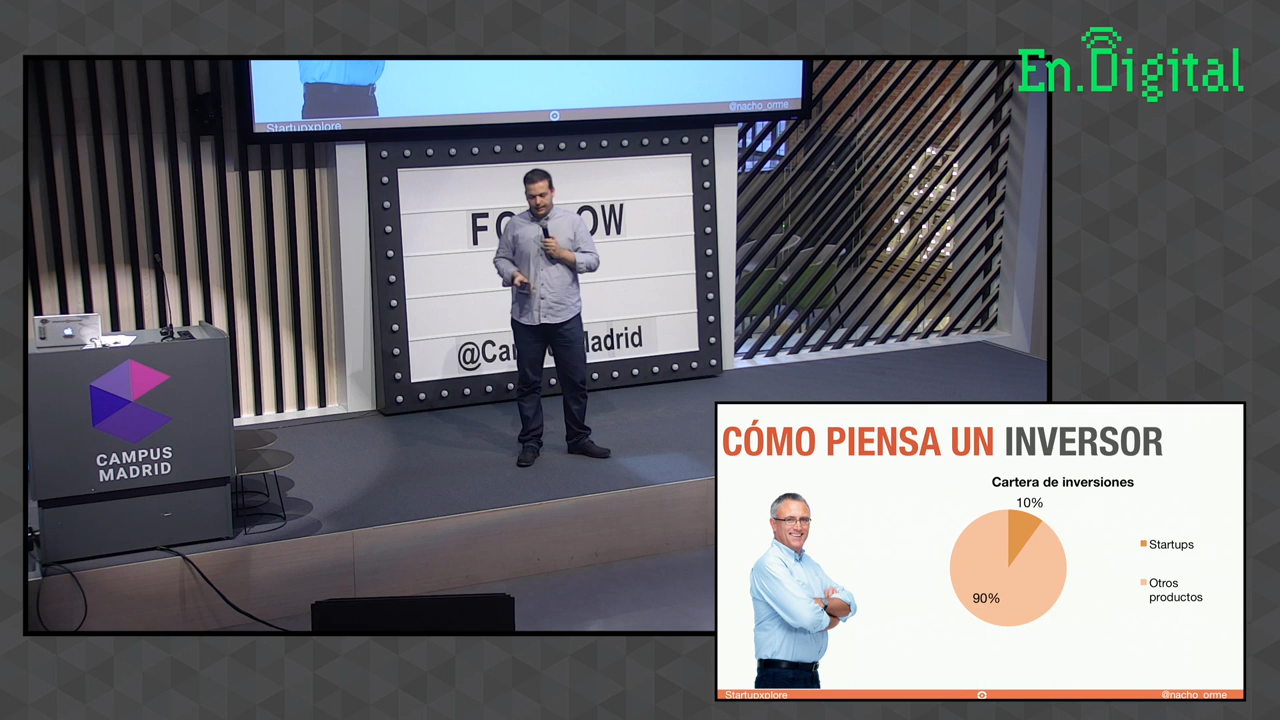 En.Digital
Startupxplore
@nacho_orme
FO
OW
@Ca
Madrid
CAMPUS
MADRID
CÓMO PIENSA UN INVERSOR
Cartera de inversiones
10%
90%
Startups
Otros
productos
Startupxplore
@nacho_orme